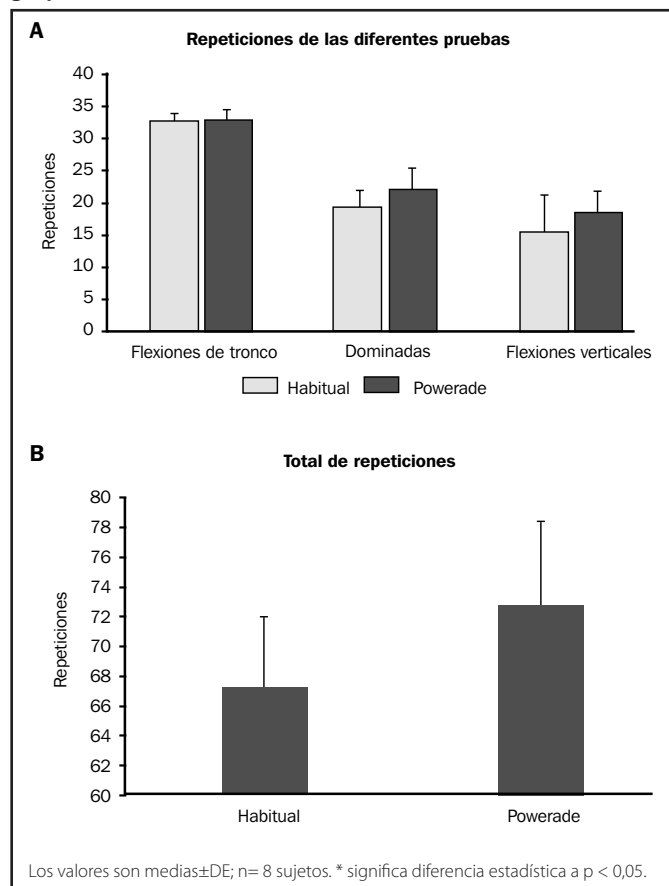 A
Repeticiones de las diferentes pruebas
40
35
30
25
20
15
10
5
0
Repeticiones
Flexiones de tronco Dominadas Flexiones verticales
Habitual Powerade
B
Total de repeticiones
80
78
76
74
72
70
68
66
64
62
60
Repeticiones
Habitual Powerade
Los valores son medias±DE; n= 8 sujetos. * significa diferencia estadística a p < 0,05.